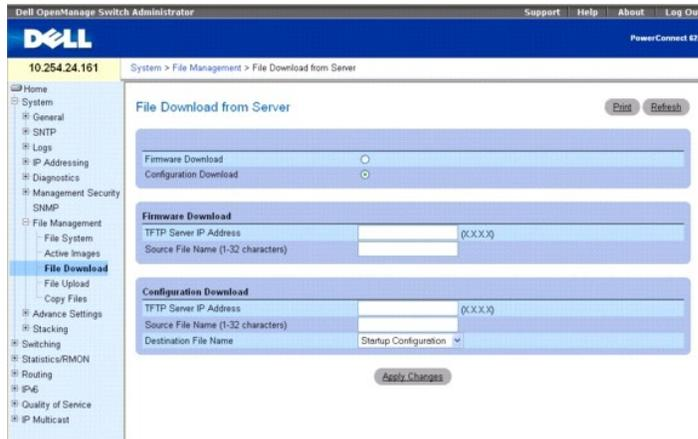 Dell OpenManage Switch Administrator
Support Help About Log Ou
DELL
PowerConnect 62
10.254.24.161
System > File Management > File Download from Server
Home
System
General
SNTP
Logs
IP Addressing
Diagnostics
Management Security
SNMP
File Management
File System
Active Images
File Download
File Upload
Copy Files
Advance Settings
Stacking
Switching
Statistics/RMON
Routing
IPv6
Quality of Service
IP Multicast
File Download from Server
Print Refresh
Firmware Download
Configuration Download
Firmware Download
TFTP Server IP Address (X.X.X.X)
Source File Name (1-32 characters)
Configuration Download
TFTP Server IP Address (X.X.X.X)
Source File Name (1-32 characters)
Destination File Name Startup Configuration
Apply Changes